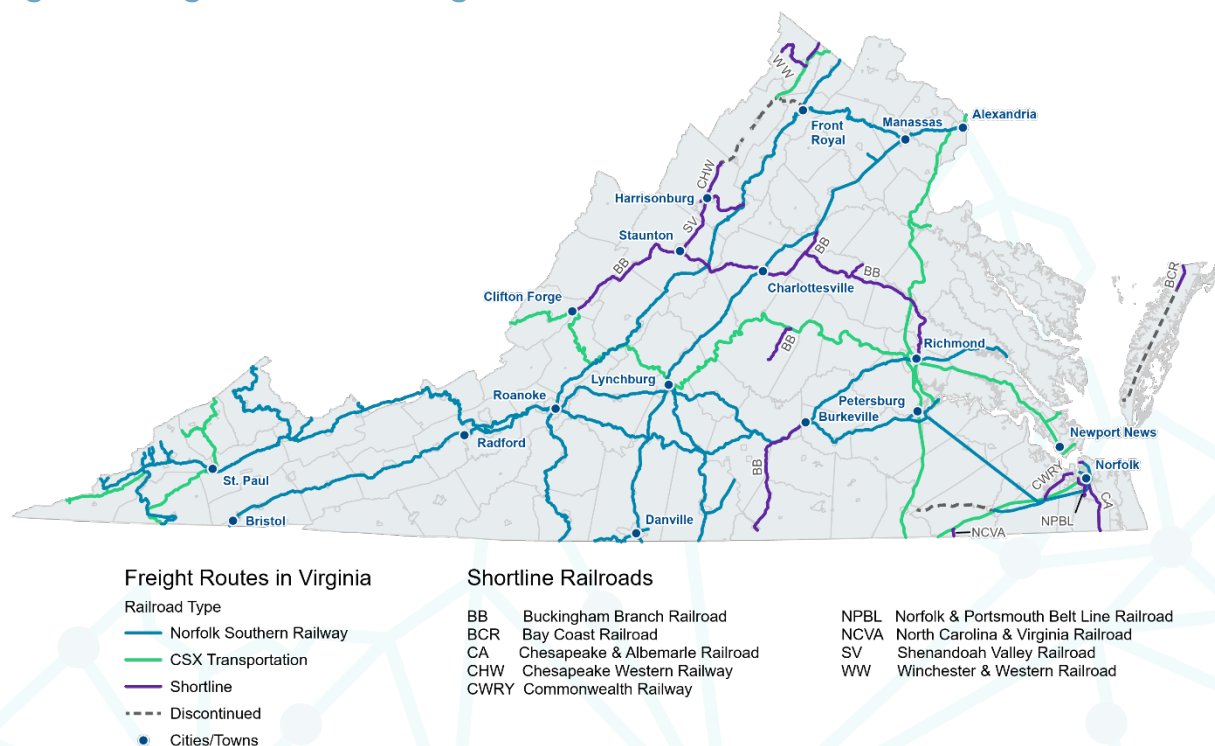 WW
Front
Royal
Manassas
Alexandria
CHW
Harrisonburg
SV
Staunton
BB
BB
BB
BCR
Clifton Forge
Charlottesville
BB
Richmond
Lynchburg
Roanoke
Petersburg
Burkeville
Radford
Newport News
BB
CWRY
Norfolk
St. Paul
CA
NPBL
Bristol
Danville
NCVA
Freight Routes in Virginia
Railroad Type
Norfolk Southern Railway
CSX Transportation
Shortline
Discontinued
Cities/Towns
Shortline Railroads
BB Buckingham Branch Railroad
BCR Bay Coast Railroad
CA Chesapeake & Albemarle Railroad
CHW Chesapeake Western Railway
CWRY Commonwealth Railway
NPBL Norfolk & Portsmouth Belt Line Railroad
NCVA North Carolina & Virginia Railroad
SV Shenandoah Valley Railroad
WW Winchester & Western Railroad